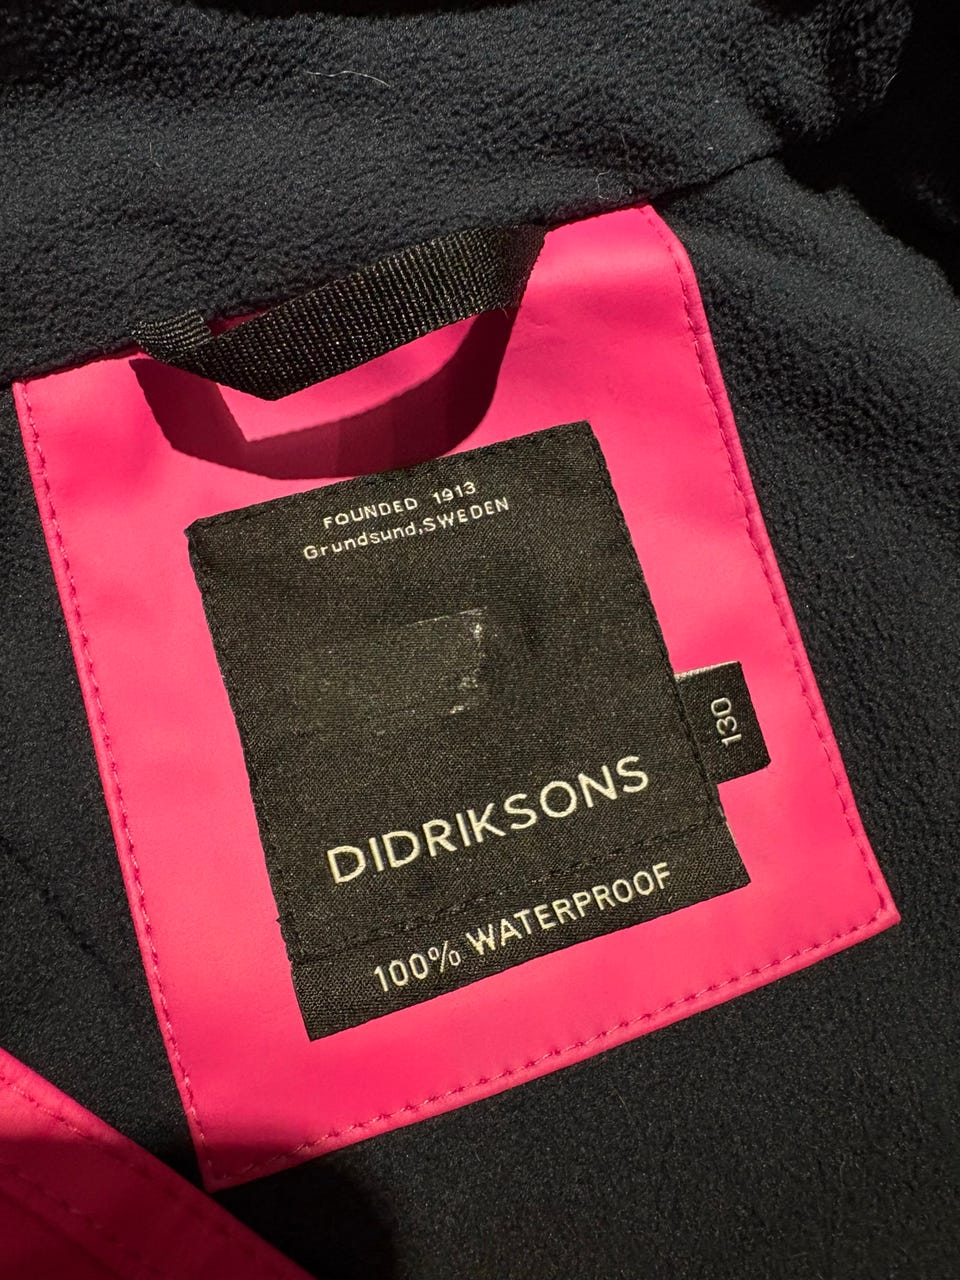 FOUNDED 1913
Grundsund,SWEDEN
DIDRIKSONS
130
100% WATERPROOF